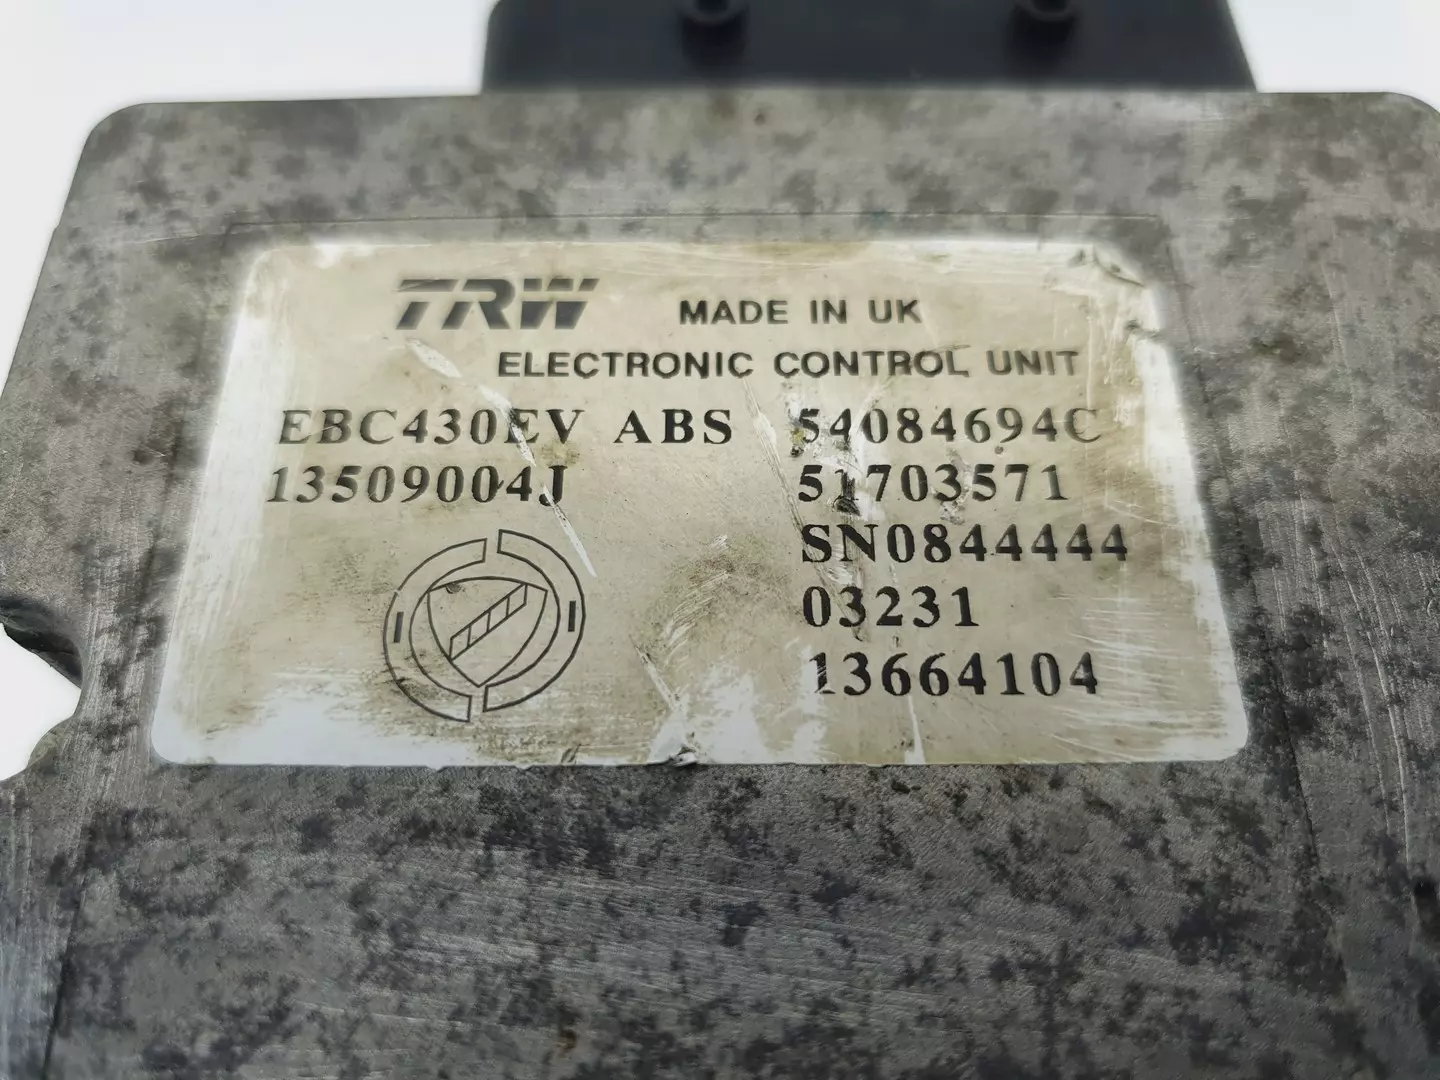 TRW MADE IN UK
ELECTRONIC CONTROL UNIT
EBC430EV ABS 54084694C
13509004J 51703571
SN0844444
03231
13664104